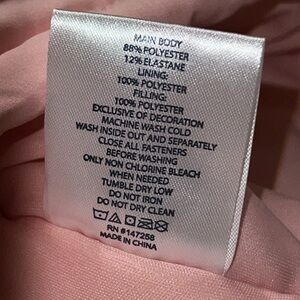 MAIN BODY
88% POLYESTER
12% ELASTANE
LINING:
100% POLYESTER
FILLING:
100% POLYESTER
EXCLUSIVE OF DECORATION
MACHINE WASH COLD
WASH INSIDE OUT AND SEPARATELY
CLOSE ALL FASTENERS
BEFORE WASHING
ONLY NON CHLORINE BLEACH
WHEN NEEDED
TUMBLE DRY LOW
DO NOT IRON
DO NOT DRY CLEAN
RN #147258
MADE IN CHINA